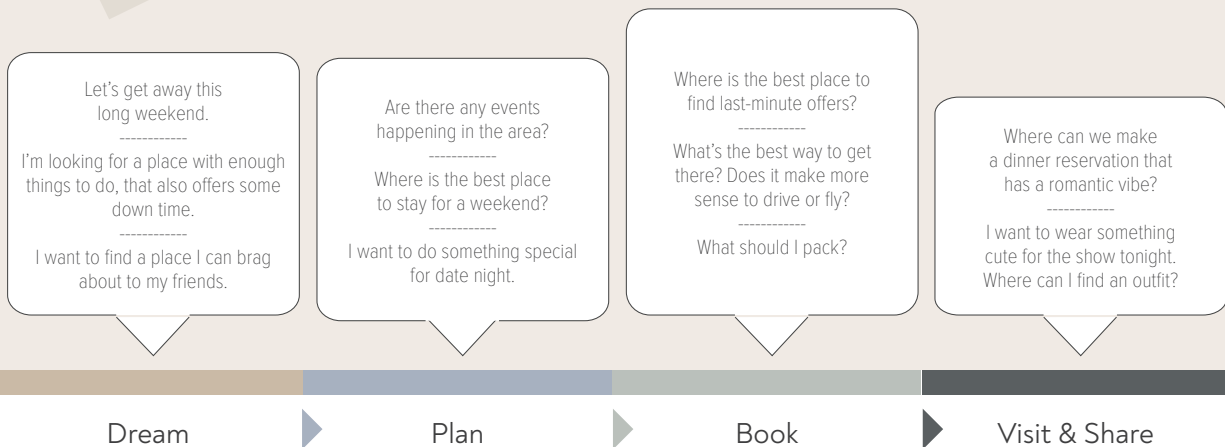 Let's get away this
long weekend.
------------
I'm looking for a place with enough
things to do, that also offers some
down time.
------------
I want to find a place I can brag
about to my friends.
Are there any events
happening in the area?
------------
Where is the best place
to stay for a weekend?
------------
I want to do something special
for date night.
Where is the best place to
find last-minute offers?
------------
What's the best way to get
there? Does it make more
sense to drive or fly?
------------
What should I pack?
Where can we make
a dinner reservation that
has a romantic vibe?
------------
I want to wear something
cute for the show tonight.
Where can I find an outfit?
Dream
Plan
Book
Visit & Share